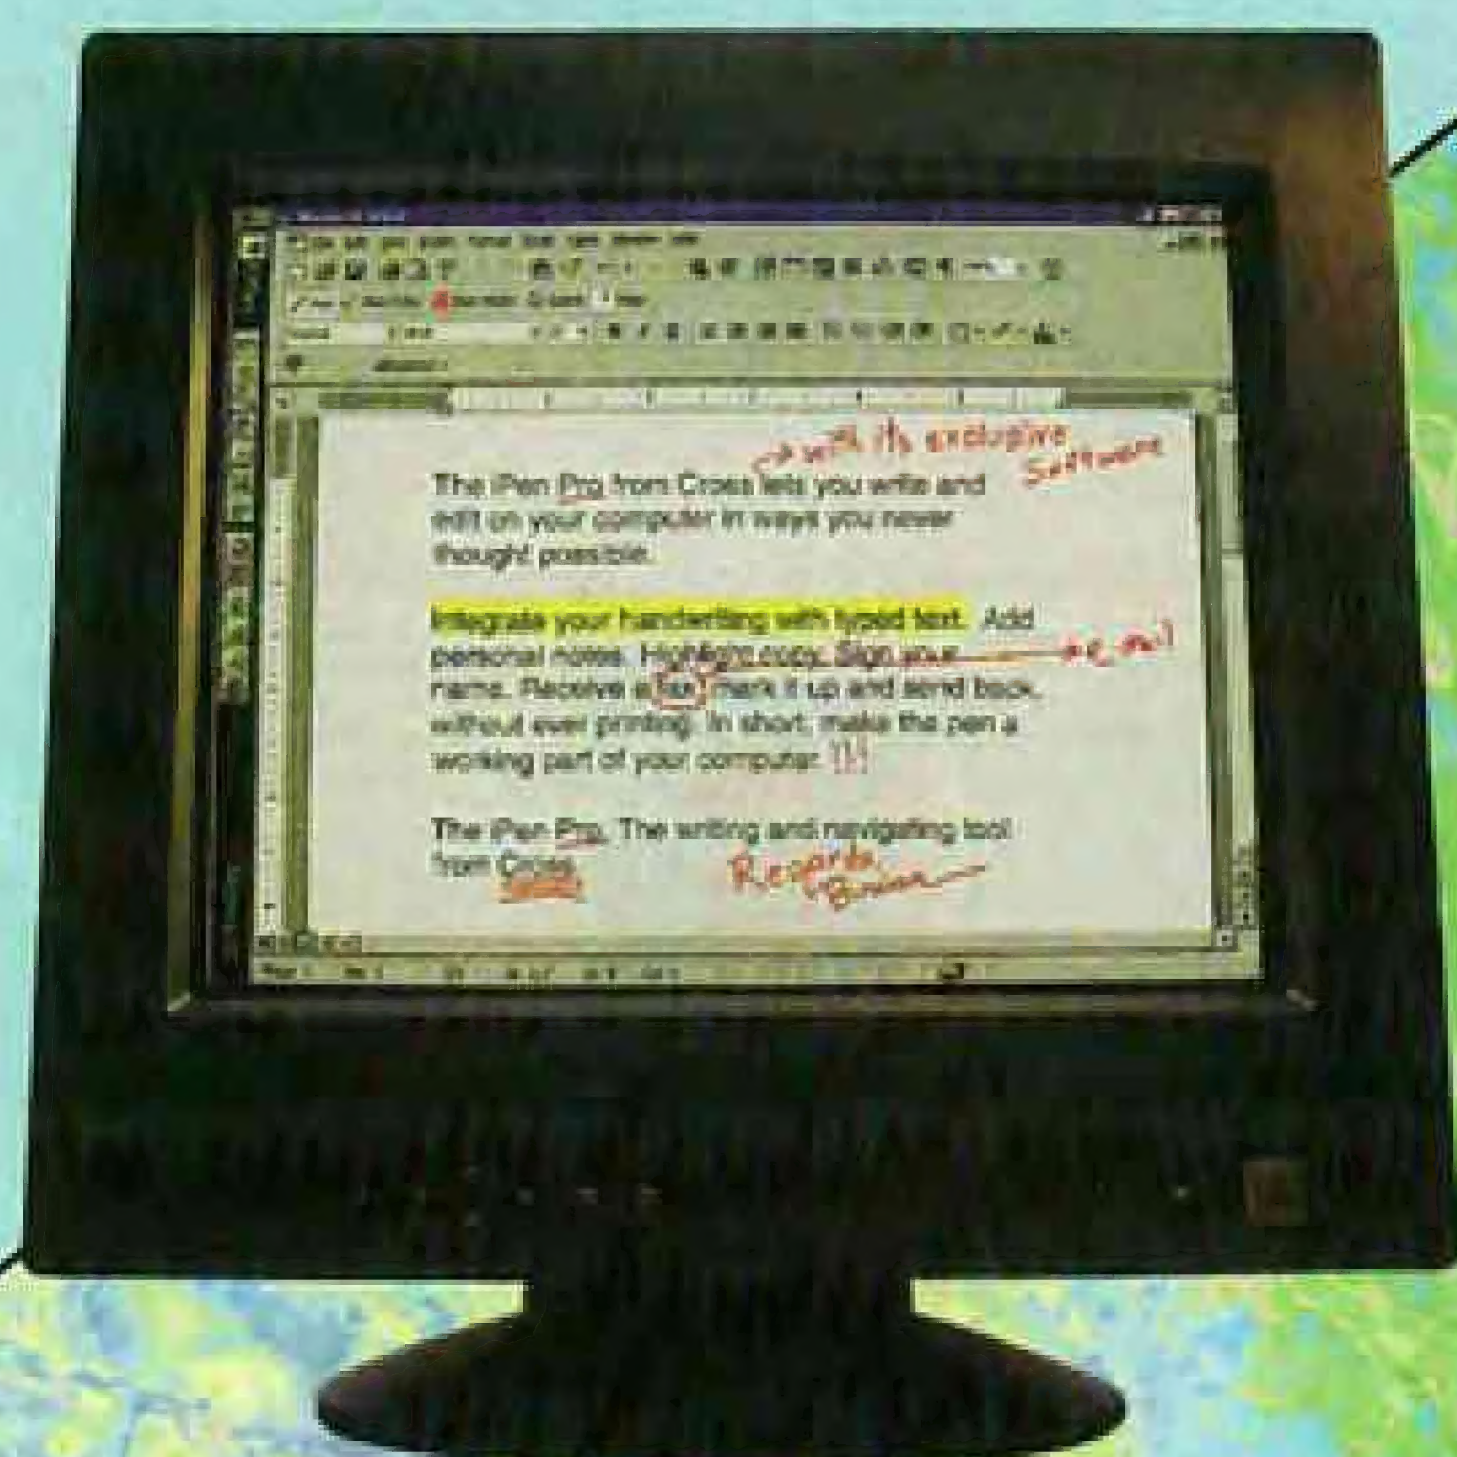 with its exclusive
Software
The iPen Pro from Cross lets you write and
edit on your computer in ways you never
thought possible.
Integrate your handwriting with typed text. Add
personal notes. Highlight copy. Sign your
e-mail
name. Receive a fax, mark it up and send back,
without ever printing. In short, make the pen a
working part of your computer. !!!
The iPen Pro. The writing and navigating tool
from Cross.
Regards,
Brian